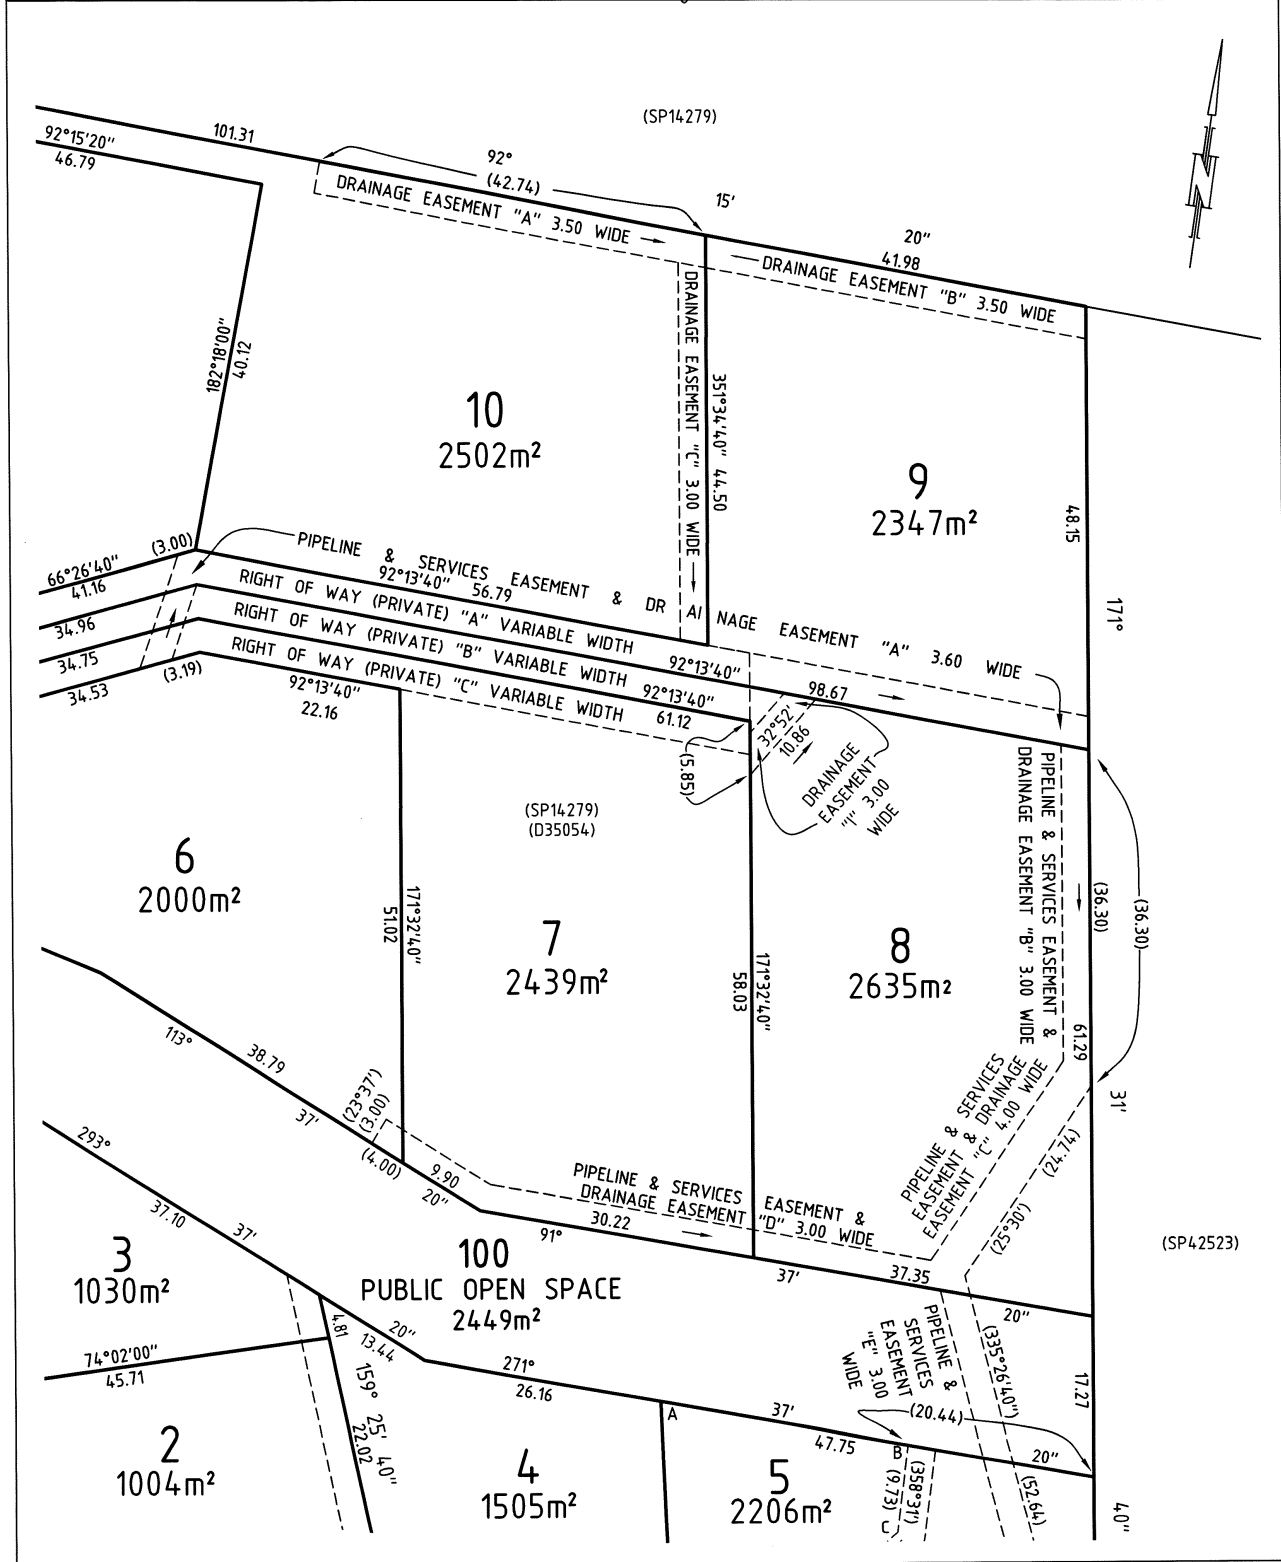 (SP14279)
92°15'20"
46.79
101.31
92°
(42.74)
15'
20"
41.98
DRAINAGE EASEMENT "A" 3.50 WIDE
DRAINAGE EASEMENT "B" 3.50 WIDE
182°18'00"
40.12
DRAINAGE EASEMENT "C" 3.00 WIDE
351°34'40" 44.50
10
2502m²
9
2347m²
48.15
171°
66°26'40"
41.16
(3.00)
34.96
34.75
34.53
(3.19)
PIPELINE & SERVICES EASEMENT & DRAINAGE EASEMENT "A" 3.60 WIDE
92°13'40" 56.79
RIGHT OF WAY (PRIVATE) "A" VARIABLE WIDTH
92°13'40"
98.67
RIGHT OF WAY (PRIVATE) "B" VARIABLE WIDTH
92°13'40"
61.12
RIGHT OF WAY (PRIVATE) "C" VARIABLE WIDTH
92°13'40"
22.16
(5.85)
32°52'
10.86
DRAINAGE
EASEMENT
"I" 3.00
WIDE
PIPELINE & SERVICES EASEMENT &
DRAINAGE EASEMENT "B" 3.00 WIDE
(36.30)
(36.30)
(SP14279)
(D35054)
6
2000m²
171°32'40"
51.02
7
2439m²
171°32'40"
58.03
8
2635m²
61.29
31'
113°
38.79
37'
(23°37')
(3.00)
(4.00)
9.90
20"
PIPELINE & SERVICES EASEMENT &
DRAINAGE EASEMENT "D" 3.00 WIDE
30.22
91°
37'
37.35
20"
PIPELINE & SERVICES
EASEMENT & DRAINAGE
EASEMENT "C" 4.00 WIDE
(24.74)
(25°30')
(SP42523)
293°
37.10
37'
3
1030m²
100
PUBLIC OPEN SPACE
2449m²
20"
13.44
4.81
74°02'00"
45.71
159° 25' 40"
22.02
271°
26.16
A
37'
47.75
B
20"
(20.44)
PIPELINE &
SERVICES
EASEMENT
"E" 3.00
WIDE
(335°26'40")
(52.64)
17.27
2
1004m²
4
1505m²
5
2206m²
(358°31')
(9.73)
C
40"